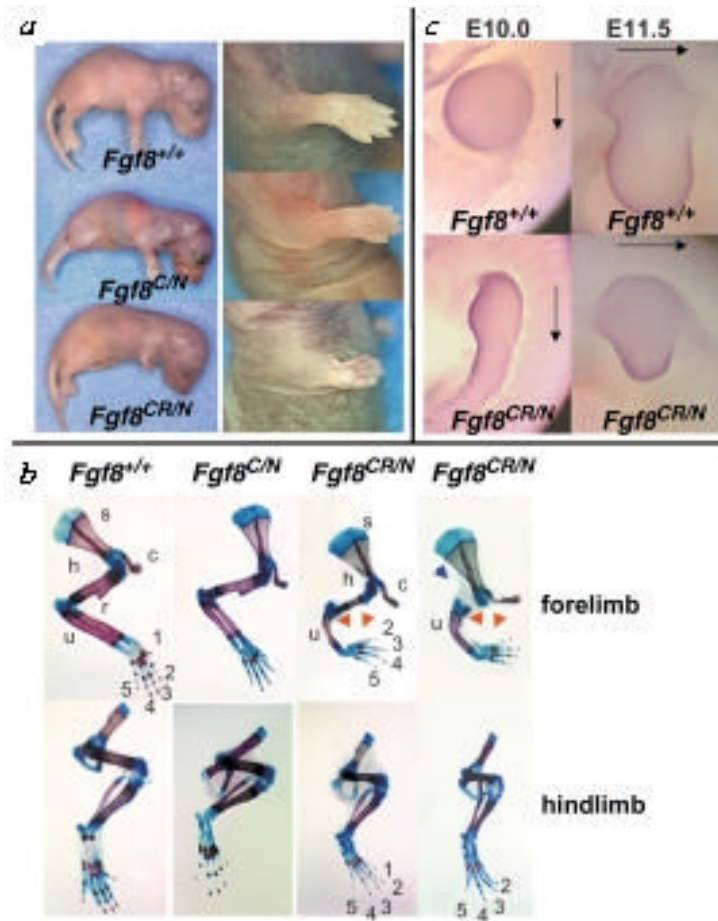 a
Fgf8+/+
Fgf8C/N
Fgf8CR/N
c
E10.0 E11.5
Fgf8+/+ Fgf8+/+
Fgf8CR/N Fgf8CR/N
b
Fgf8+/+ Fgf8C/N Fgf8CR/N Fgf8CR/N
s
h
c
r
u
1
2
3
4
5
s
h
c
u
2
3
4
5
u
forelimb
hindlimb
1
2
3
4
5
2
3
4
5